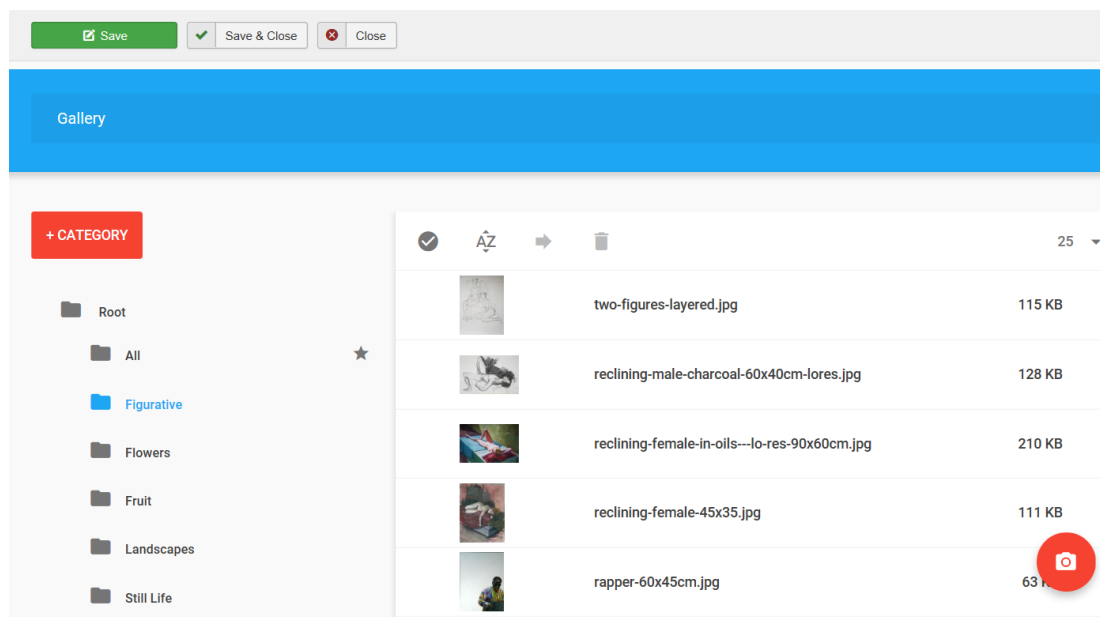 Save
Save & Close
Close
Gallery
+ CATEGORY
AZ
25
Root
two-figures-layered.jpg
115 KB
All
reclining-male-charcoal-60x40cm-lores.jpg
128 KB
Figurative
Flowers
reclining-female-in-oils---lo-res-90x60cm.jpg
210 KB
Fruit
reclining-female-45x35.jpg
111 KB
Landscapes
Still Life
rapper-60x45cm.jpg
63